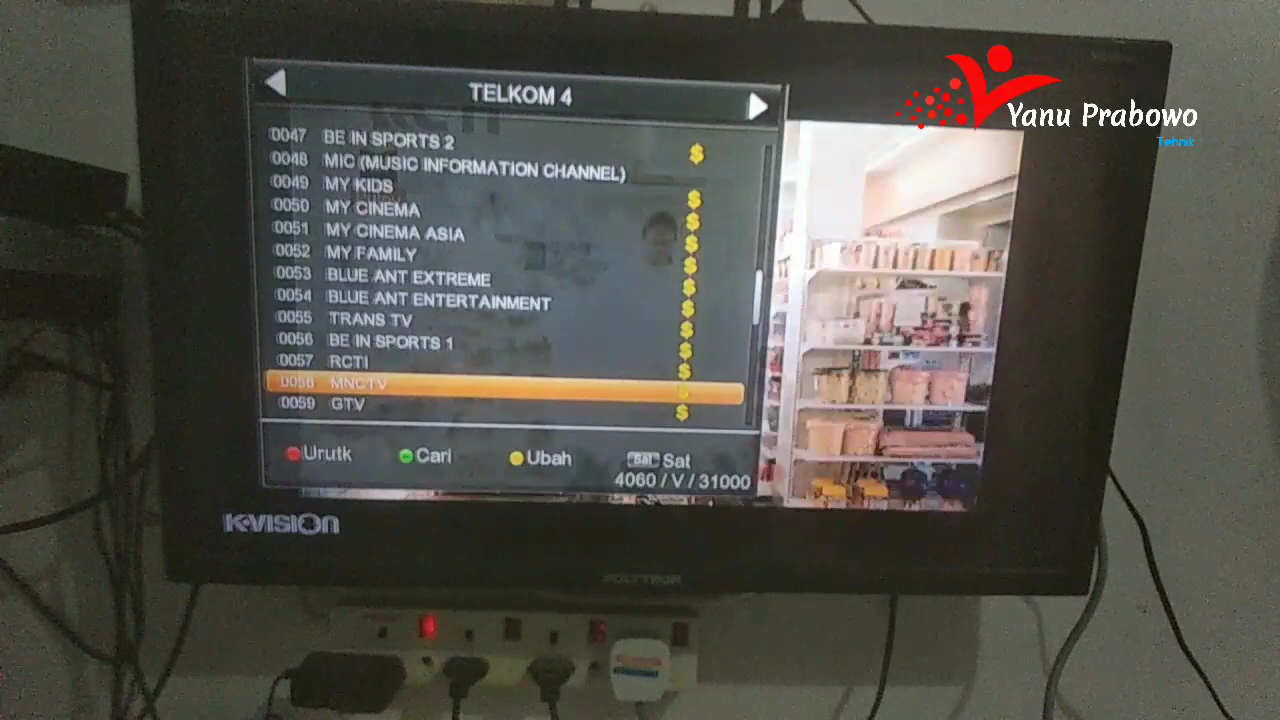 Yanu Prabowo
Tehnik
TELKOM 4
0047 BE IN SPORTS 2 $
0048 MIC (MUSIC INFORMATION CHANNEL)
0049 MY KIDS $
0050 MY CINEMA $
0051 MY CINEMA ASIA $
0052 MY FAMILY $
0053 BLUE ANT EXTREME $
0054 BLUE ANT ENTERTAINMENT $
0055 TRANS TV $
0056 BE IN SPORTS 1 $
0057 RCTI $
0058 MNCTV $
0059 GTV $
Urutk Cari Ubah Sat Sat
4060 / V / 31000
K-VISION
POLYTRON